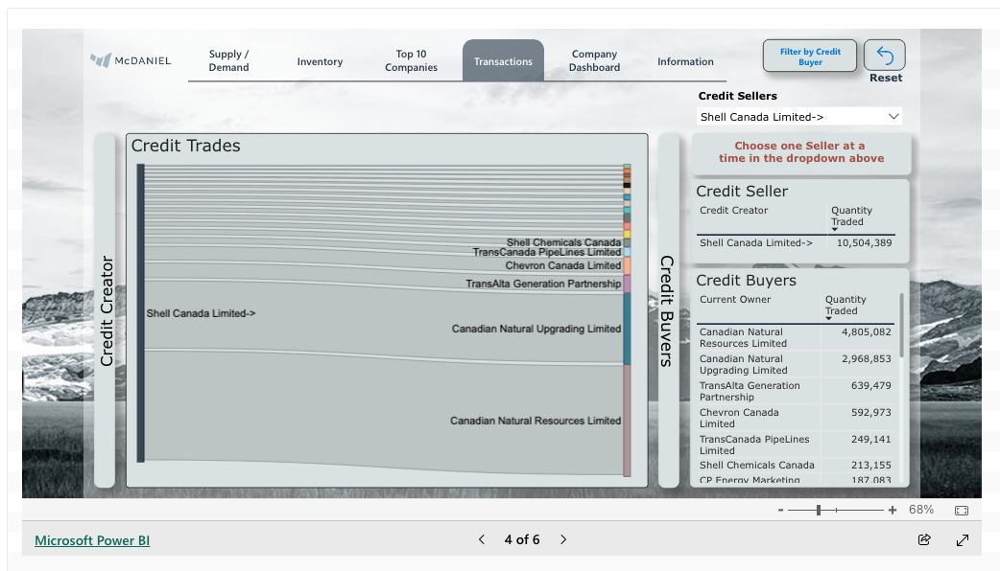 McDANIEL
Supply /
Demand
Inventory
Top 10
Companies
Transactions
Company
Dashboard
Information
Filter by Credit
Buyer
Reset
Credit Sellers
Shell Canada Limited->
Choose one Seller at a
time in the dropdown above
Credit Trades
Credit Creator
Shell Canada Limited->
Shell Chemicals Canada
TransCanada PipeLines Limited
Chevron Canada Limited
TransAlta Generation Partnership
Canadian Natural Upgrading Limited
Canadian Natural Resources Limited
Credit Buyers
Credit Seller
Credit Creator Quantity
Traded
Shell Canada Limited-> 10,504,389
Credit Buyers
Current Owner Quantity
Traded
Canadian Natural 4,805,082
Resources Limited
Canadian Natural 2,968,853
Upgrading Limited
TransAlta Generation 639,479
Partnership
Chevron Canada 592,973
Limited
TransCanada PipeLines 249,141
Limited
Shell Chemicals Canada 213,155
CP Energy Marketing 187,083
- + 68%
Microsoft Power BI
< 4 of 6 >